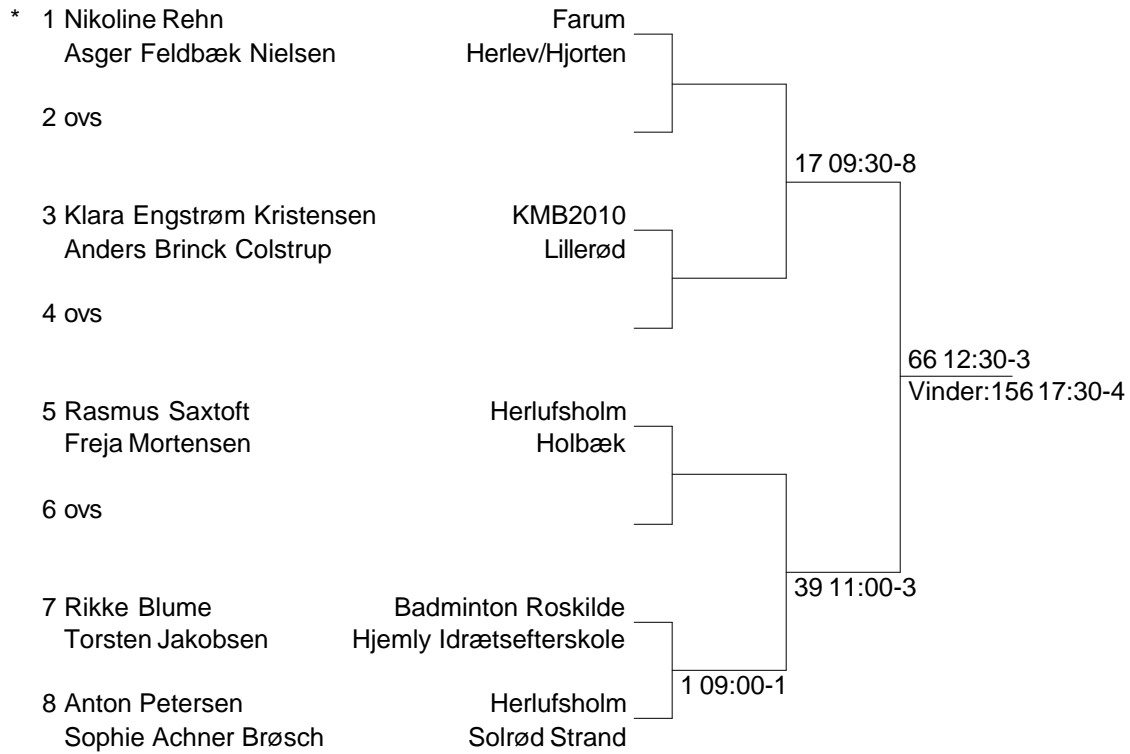 * 1 Nikoline Rehn Farum
Asger Feldbæk Nielsen Herlev/Hjorten
2 ovs
17 09:30-8
3 Klara Engstrøm Kristensen KMB2010
Anders Brinck Colstrup Lillerød
4 ovs
66 12:30-3
Vinder:156 17:30-4
5 Rasmus Saxtoft Herlufsholm
Freja Mortensen Holbæk
6 ovs
39 11:00-3
7 Rikke Blume Badminton Roskilde
Torsten Jakobsen Hjemly Idrætsefterskole
1 09:00-1
8 Anton Petersen Herlufsholm
Sophie Achner Brøsch Solrød Strand